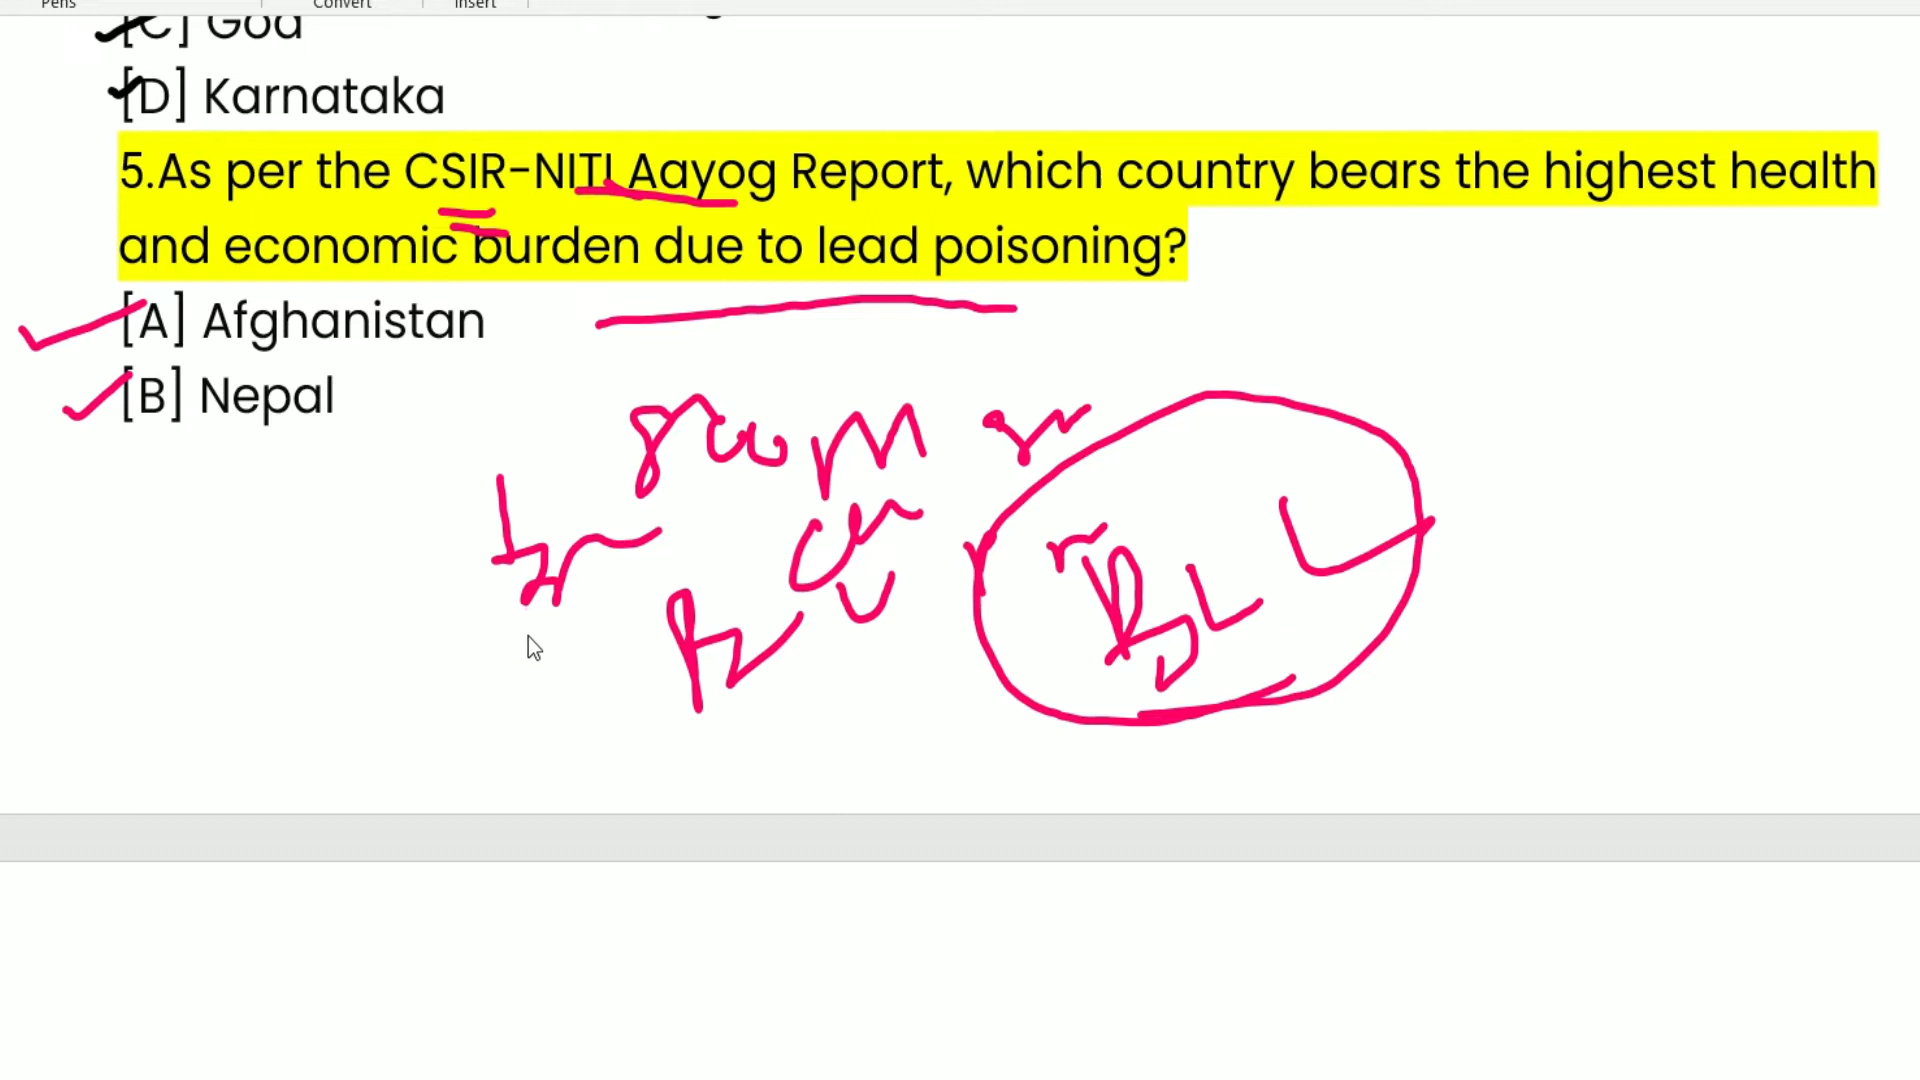 Pens Convert Insert
[C] Goa
[D] Karnataka
5.As per the CSIR-NITI Aayog Report, which country bears the highest health
and economic burden due to lead poisoning?
[A] Afghanistan
[B] Nepal